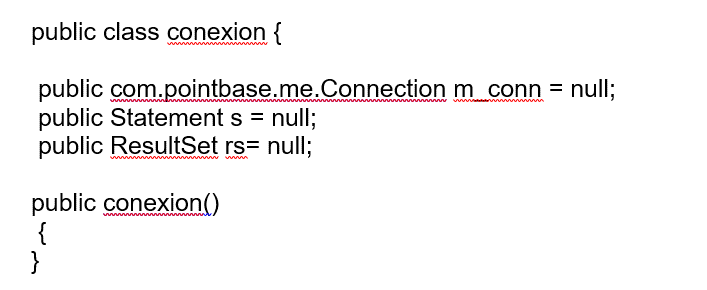 public class conexion {
public com.pointbase.me.Connection m_conn = null;
public Statement s = null;
public ResultSet rs= null;
public conexion()
{
}